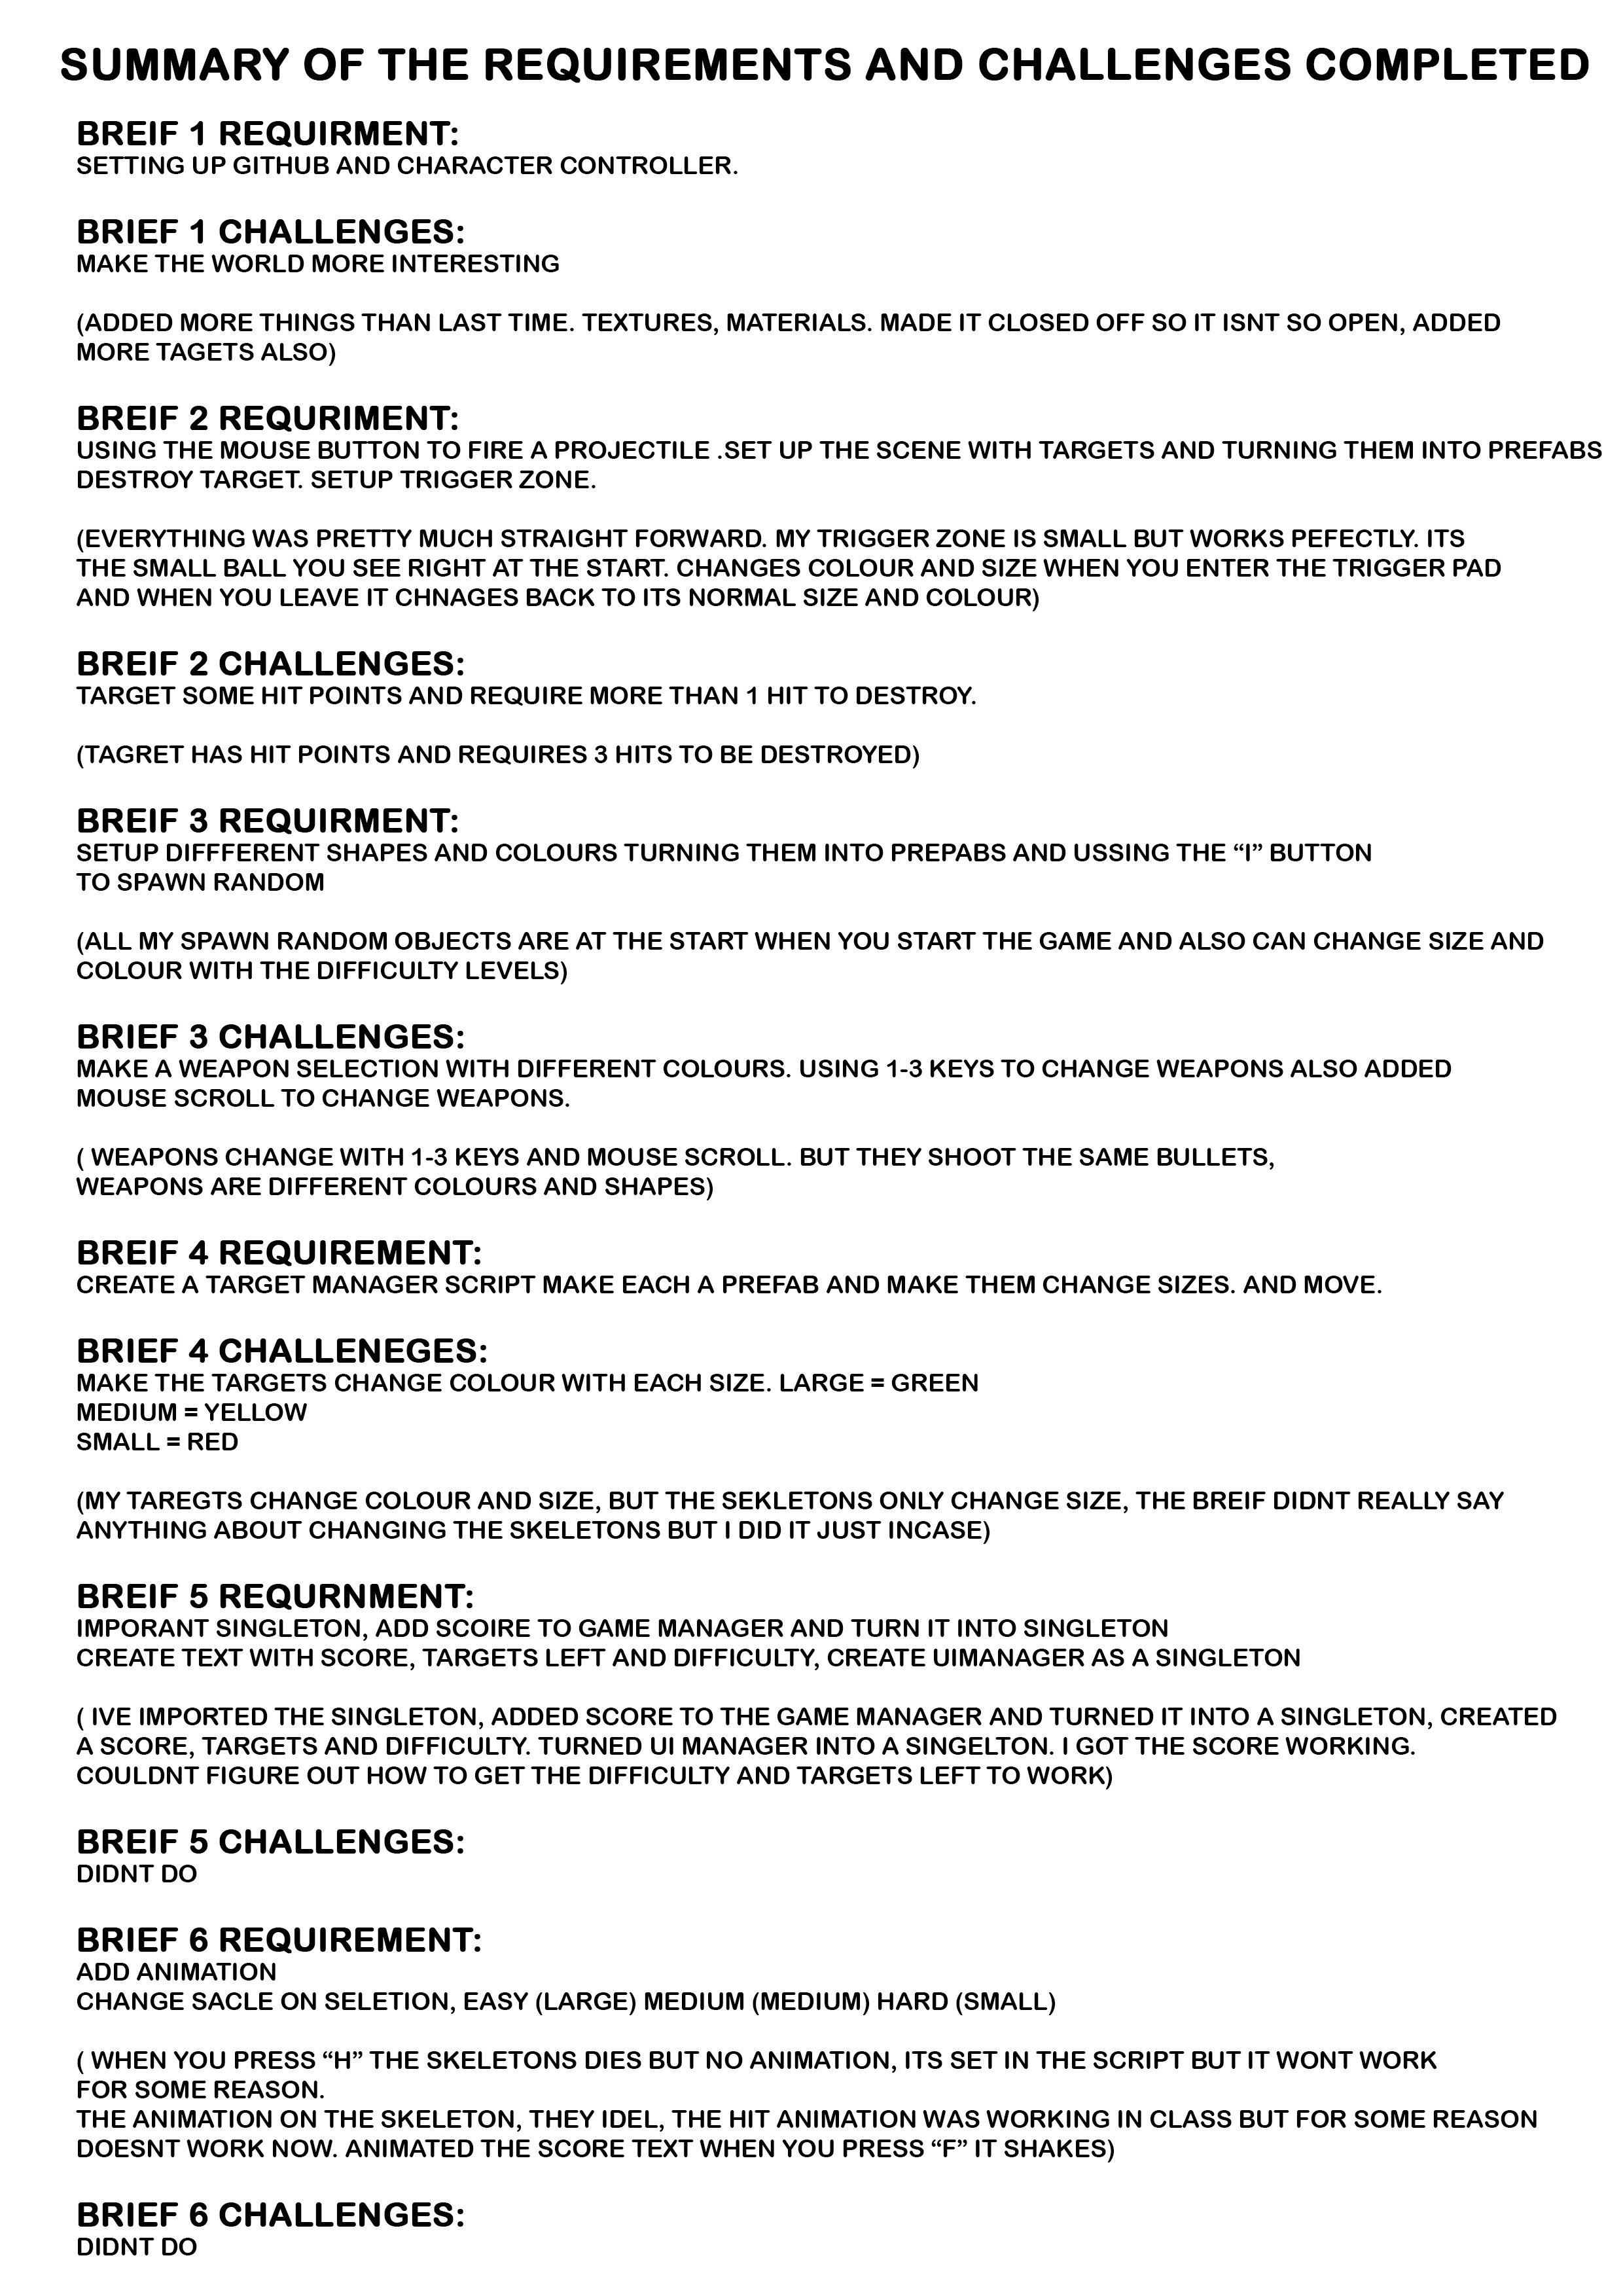 SUMMARY OF THE REQUIREMENTS AND CHALLENGES COMPLETED
BREIF 1 REQUIRMENT:
SETTING UP GITHUB AND CHARACTER CONTROLLER.
BRIEF 1 CHALLENGES:
MAKE THE WORLD MORE INTERESTING
(ADDED MORE THINGS THAN LAST TIME. TEXTURES, MATERIALS. MADE IT CLOSED OFF SO IT ISNT SO OPEN, ADDED
MORE TAGETS ALSO)
BREIF 2 REQURIMENT:
USING THE MOUSE BUTTON TO FIRE A PROJECTILE .SET UP THE SCENE WITH TARGETS AND TURNING THEM INTO PREFABS
DESTROY TARGET. SETUP TRIGGER ZONE.
(EVERYTHING WAS PRETTY MUCH STRAIGHT FORWARD. MY TRIGGER ZONE IS SMALL BUT WORKS PEFECTLY. ITS
THE SMALL BALL YOU SEE RIGHT AT THE START. CHANGES COLOUR AND SIZE WHEN YOU ENTER THE TRIGGER PAD
AND WHEN YOU LEAVE IT CHNAGES BACK TO ITS NORMAL SIZE AND COLOUR)
BREIF 2 CHALLENGES:
TARGET SOME HIT POINTS AND REQUIRE MORE THAN 1 HIT TO DESTROY.
(TAGRET HAS HIT POINTS AND REQUIRES 3 HITS TO BE DESTROYED)
BREIF 3 REQUIRMENT:
SETUP DIFFFERENT SHAPES AND COLOURS TURNING THEM INTO PREPABS AND USSING THE “I” BUTTON
TO SPAWN RANDOM
(ALL MY SPAWN RANDOM OBJECTS ARE AT THE START WHEN YOU START THE GAME AND ALSO CAN CHANGE SIZE AND
COLOUR WITH THE DIFFICULTY LEVELS)
BRIEF 3 CHALLENGES:
MAKE A WEAPON SELECTION WITH DIFFERENT COLOURS. USING 1-3 KEYS TO CHANGE WEAPONS ALSO ADDED
MOUSE SCROLL TO CHANGE WEAPONS.
( WEAPONS CHANGE WITH 1-3 KEYS AND MOUSE SCROLL. BUT THEY SHOOT THE SAME BULLETS,
WEAPONS ARE DIFFERENT COLOURS AND SHAPES)
BREIF 4 REQUIREMENT:
CREATE A TARGET MANAGER SCRIPT MAKE EACH A PREFAB AND MAKE THEM CHANGE SIZES. AND MOVE.
BRIEF 4 CHALLENEGES:
MAKE THE TARGETS CHANGE COLOUR WITH EACH SIZE. LARGE = GREEN
MEDIUM = YELLOW
SMALL = RED
(MY TAREGTS CHANGE COLOUR AND SIZE, BUT THE SEKLETONS ONLY CHANGE SIZE, THE BREIF DIDNT REALLY SAY
ANYTHING ABOUT CHANGING THE SKELETONS BUT I DID IT JUST INCASE)
BREIF 5 REQURNMENT:
IMPORANT SINGLETON, ADD SCOIRE TO GAME MANAGER AND TURN IT INTO SINGLETON
CREATE TEXT WITH SCORE, TARGETS LEFT AND DIFFICULTY, CREATE UIMANAGER AS A SINGLETON
( IVE IMPORTED THE SINGLETON, ADDED SCORE TO THE GAME MANAGER AND TURNED IT INTO A SINGLETON, CREATED
A SCORE, TARGETS AND DIFFICULTY. TURNED UI MANAGER INTO A SINGELTON. I GOT THE SCORE WORKING.
COULDNT FIGURE OUT HOW TO GET THE DIFFICULTY AND TARGETS LEFT TO WORK)
BREIF 5 CHALLENGES:
DIDNT DO
BRIEF 6 REQUIREMENT:
ADD ANIMATION
CHANGE SACLE ON SELETION, EASY (LARGE) MEDIUM (MEDIUM) HARD (SMALL)
( WHEN YOU PRESS “H” THE SKELETONS DIES BUT NO ANIMATION, ITS SET IN THE SCRIPT BUT IT WONT WORK
FOR SOME REASON.
THE ANIMATION ON THE SKELETON, THEY IDEL, THE HIT ANIMATION WAS WORKING IN CLASS BUT FOR SOME REASON
DOESNT WORK NOW. ANIMATED THE SCORE TEXT WHEN YOU PRESS “F” IT SHAKES)
BRIEF 6 CHALLENGES:
DIDNT DO